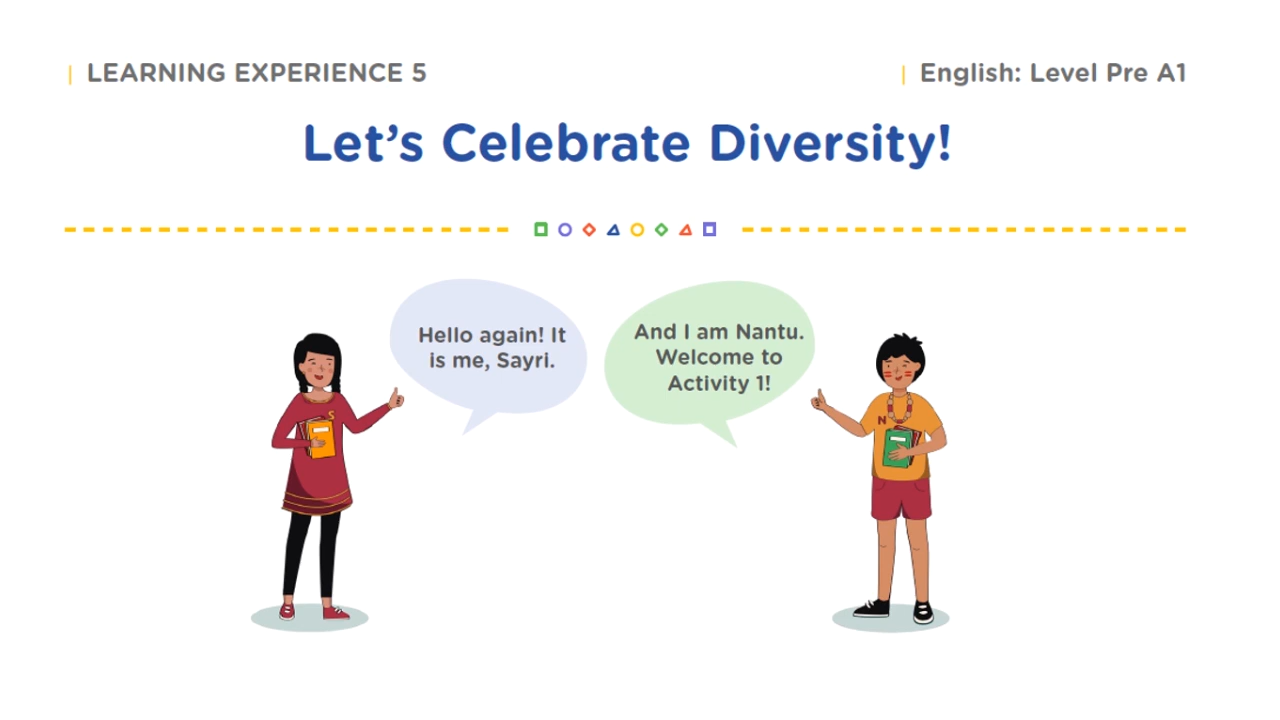 LEARNING EXPERIENCE 5
English: Level Pre A1
Let's Celebrate Diversity!
Hello again! It
is me, Sayri.
And I am Nantu.
Welcome to
Activity 1!
S
N